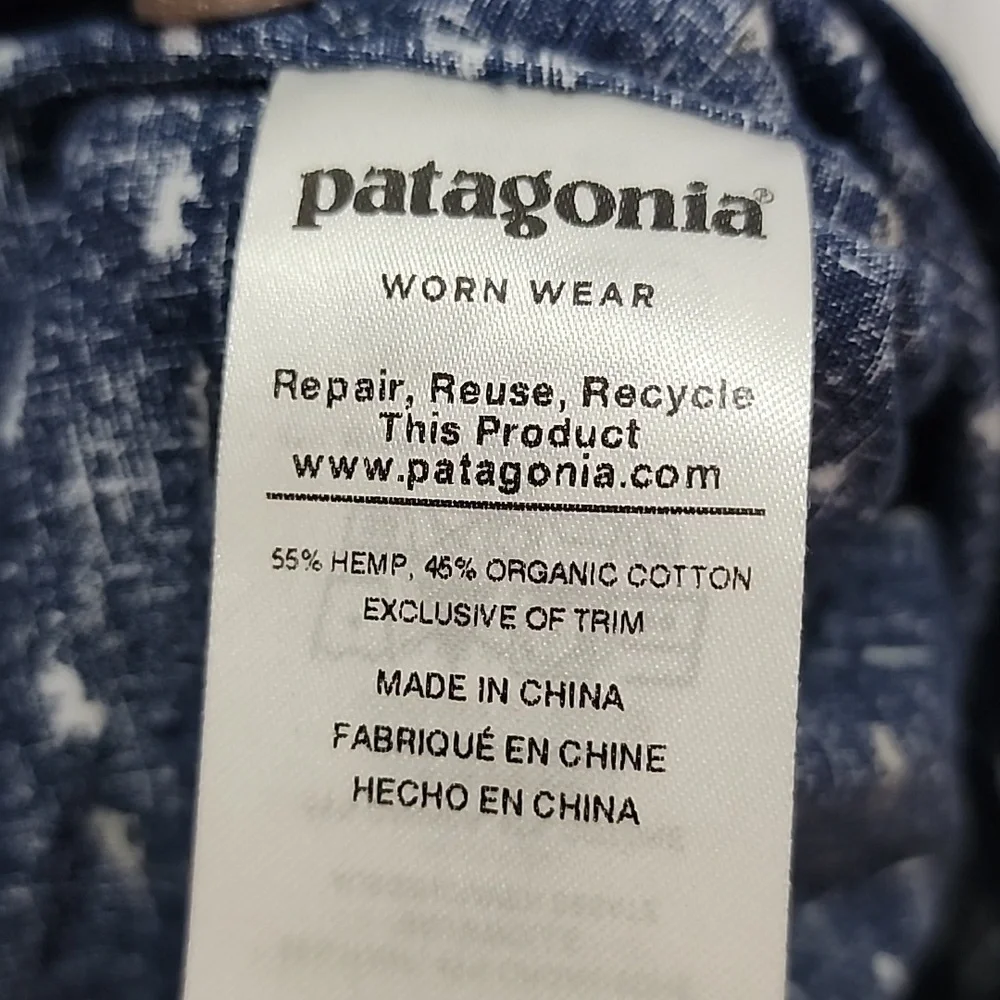 patagonia®
WORN WEAR
Repair, Reuse, Recycle
This Product
www.patagonia.com
55% HEMP, 45% ORGANIC COTTON
EXCLUSIVE OF TRIM
MADE IN CHINA
FABRIQUÉ EN CHINE
HECHO EN CHINA